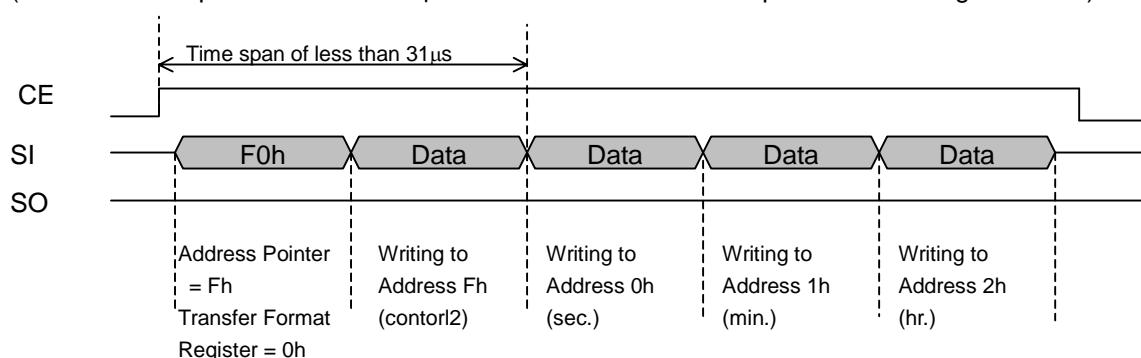 Time span of less than 31μs
CE
SI F0h Data Data Data Data
SO
Address Pointer Writing to Writing to Writing to Writing to
= Fh Address Fh Address 0h Address 1h Address 2h
Transfer Format (contorl2) (sec.) (min.) (hr.)
Register = 0h